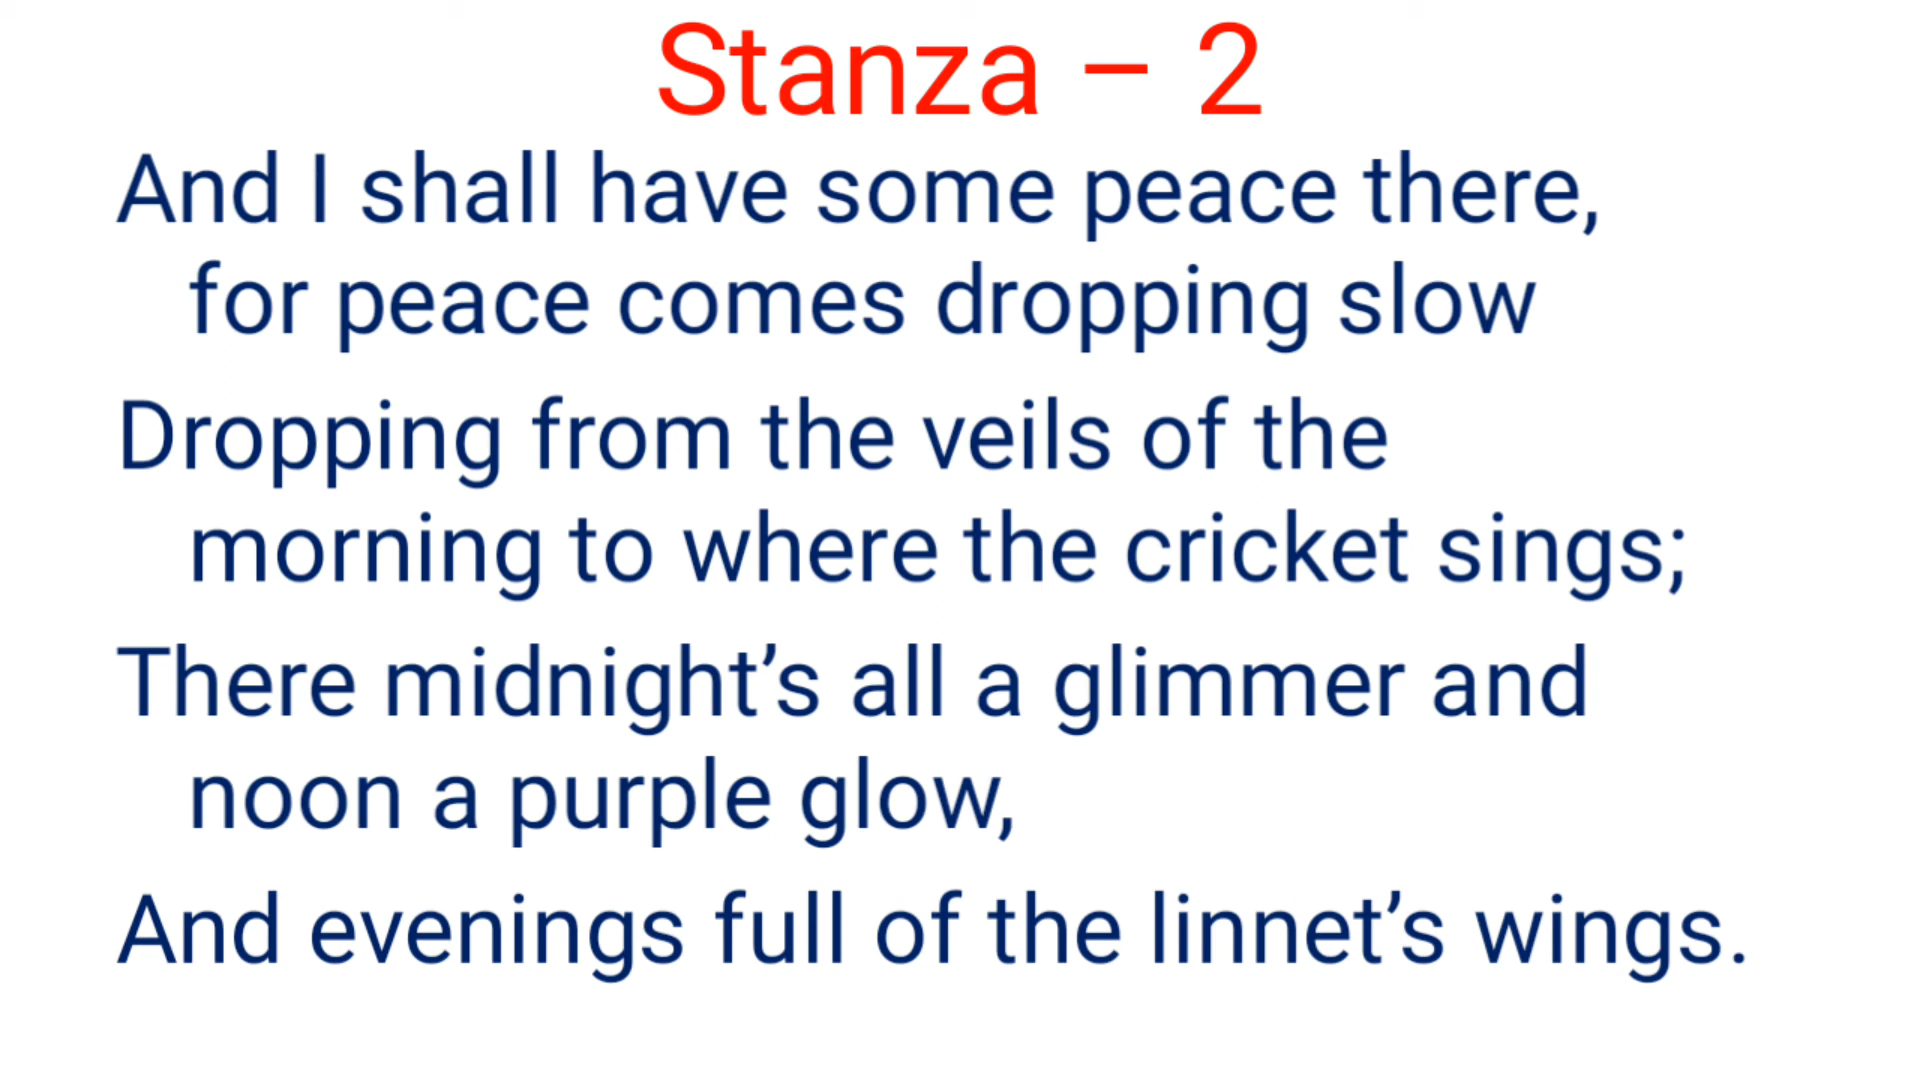 Stanza – 2
And I shall have some peace there,
for peace comes dropping slow
Dropping from the veils of the
morning to where the cricket sings;
There midnight’s all a glimmer and
noon a purple glow,
And evenings full of the linnet’s wings.